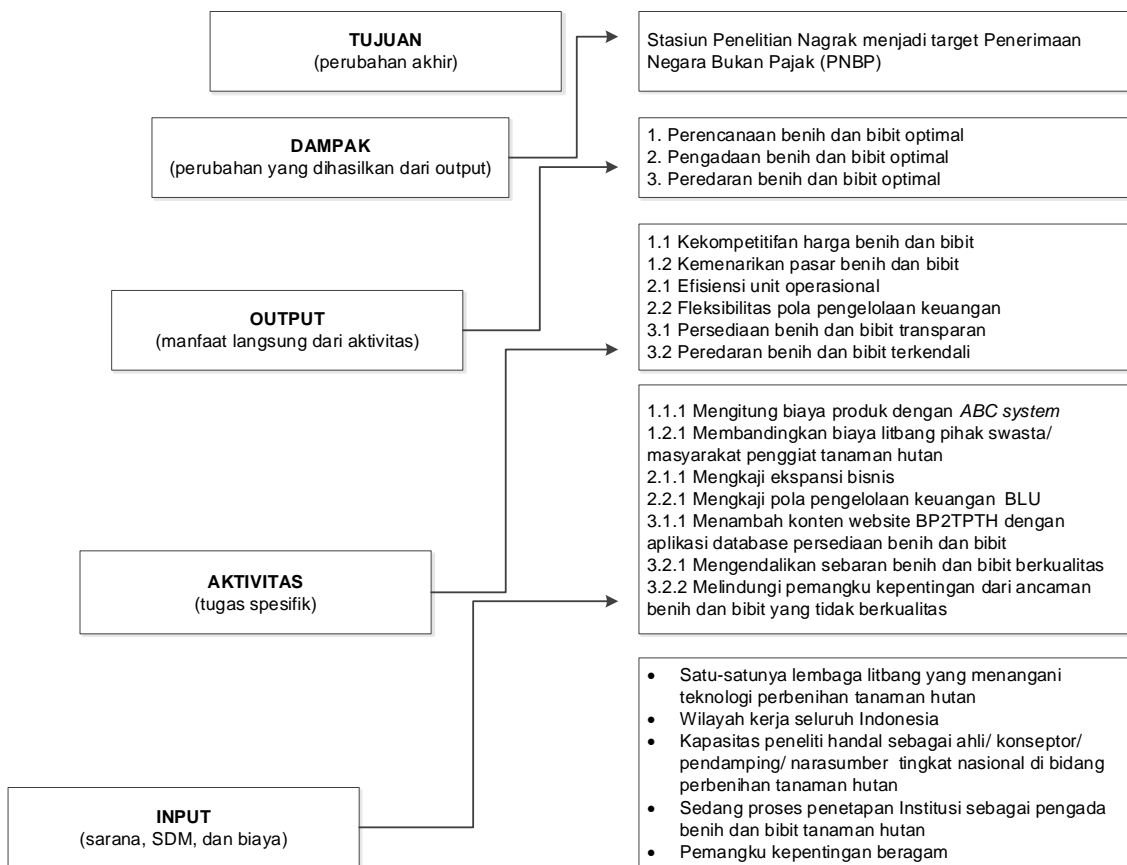 TUJUAN
(perubahan akhir)
Stasiun Penelitian Nagrak menjadi target Penerimaan
Negara Bukan Pajak (PNBP)
DAMPAK
(perubahan yang dihasilkan dari output)
1. Perencanaan benih dan bibit optimal
2. Pengadaan benih dan bibit optimal
3. Peredaran benih dan bibit optimal
OUTPUT
(manfaat langsung dari aktivitas)
1.1 Kekompetitifan harga benih dan bibit
1.2 Kemenarikan pasar benih dan bibit
2.1 Efisiensi unit operasional
2.2 Fleksibilitas pola pengelolaan keuangan
3.1 Persediaan benih dan bibit transparan
3.2 Peredaran benih dan bibit terkendali
AKTIVITAS
(tugas spesifik)
1.1.1 Mengitung biaya produk dengan ABC system
1.2.1 Membandingkan biaya litbang pihak swasta/
masyarakat penggiat tanaman hutan
2.1.1 Mengkaji ekspansi bisnis
2.2.1 Mengkaji pola pengelolaan keuangan BLU
3.1.1 Menambah konten website BP2TPTH dengan
aplikasi database persediaan benih dan bibit
3.2.1 Mengendalikan sebaran benih dan bibit berkualitas
3.2.2 Melindungi pemangku kepentingan dari ancaman
benih dan bibit yang tidak berkualitas
INPUT
(sarana, SDM, dan biaya)
• Satu-satunya lembaga litbang yang menangani
teknologi perbenihan tanaman hutan
• Wilayah kerja seluruh Indonesia
• Kapasitas peneliti handal sebagai ahli/ konseptor/
pendamping/ narasumber tingkat nasional di bidang
perbenihan tanaman hutan
• Sedang proses penetapan Institusi sebagai pengada
benih dan bibit tanaman hutan
• Pemangku kepentingan beragam